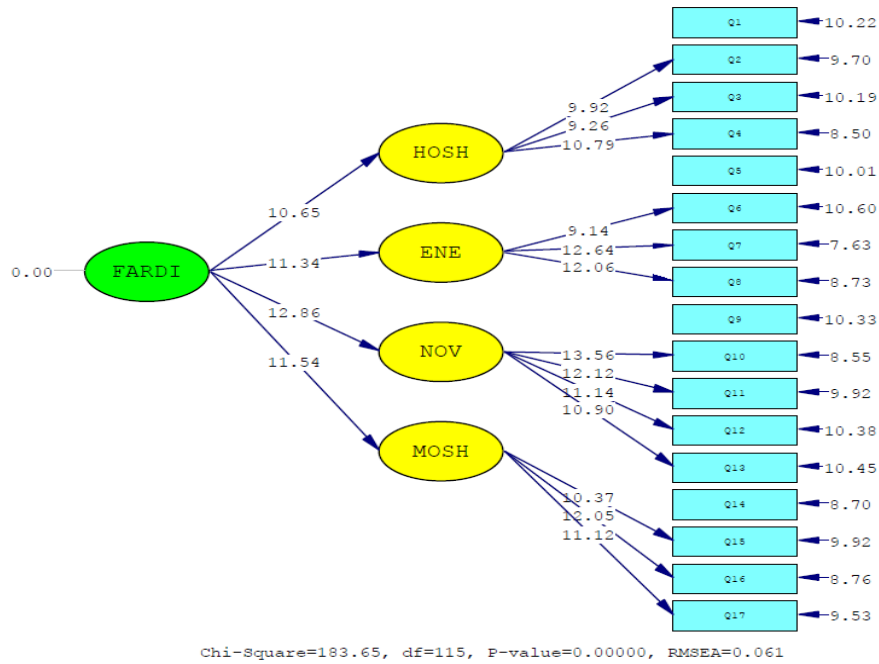 Q1
10.22
Q2
9.70
Q3
10.19
Q4
8.50
Q5
10.01
Q6
10.60
Q7
7.63
Q8
8.73
Q9
10.33
Q10
8.55
Q11
9.92
Q12
10.38
Q13
10.45
Q14
8.70
Q15
9.92
Q16
8.76
Q17
9.53
HOSH
ENE
NOV
MOSH
9.92
9.26
10.79
9.14
12.64
12.06
13.56
12.12
11.14
10.90
10.37
12.05
11.12
10.65
11.34
12.86
11.54
0.00
FARDI
Chi-Square=183.65, df=115, P-value=0.00000, RMSEA=0.061